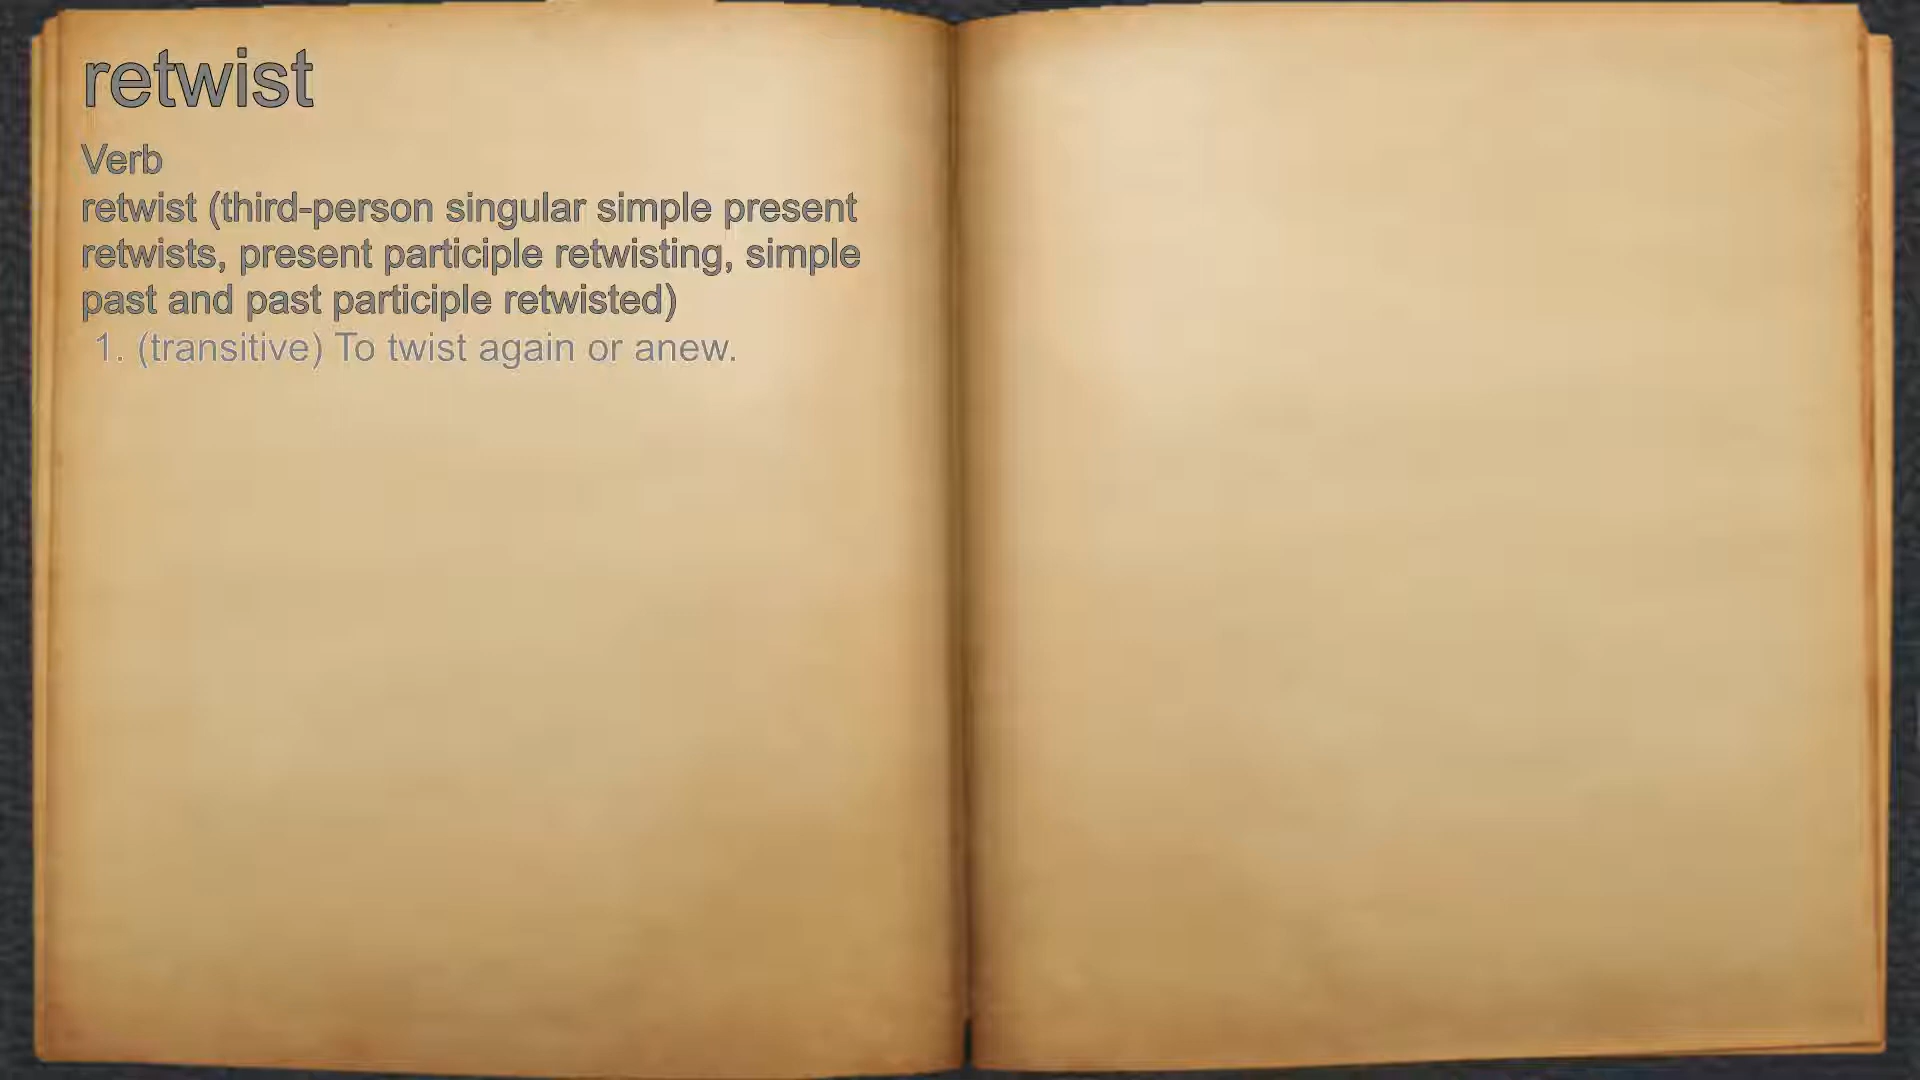 retwist
Verb
retwist (third-person singular simple present
retwists, present participle retwisting, simple
past and past participle retwisted)
1. (transitive) To twist again or anew.